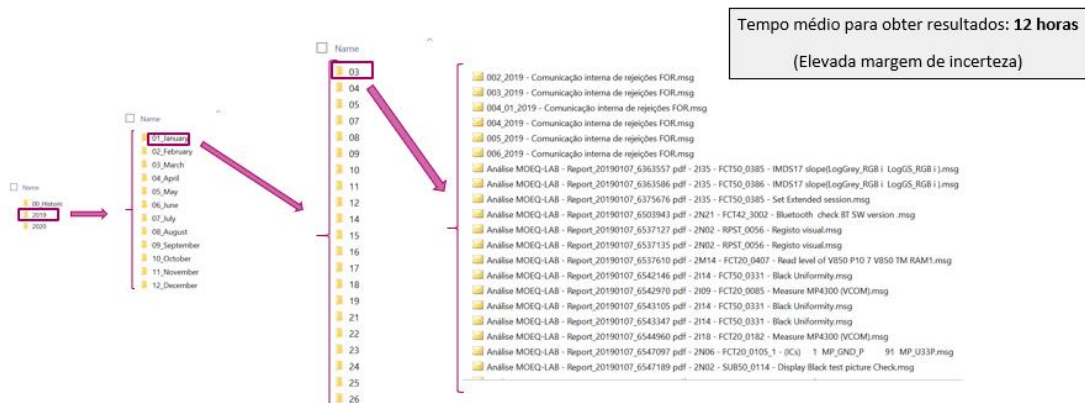 Tempo médio para obter resultados: 12 horas
(Elevada margem de incerteza)
Name
00_Historic
2019
2020
Name
01_January
02_February
03_March
04_April
05_May
06_June
07_July
08_August
09_September
10_October
11_November
12_December
Name
03
04
05
07
08
09
10
11
12
14
15
16
17
18
19
21
22
23
24
25
26
002_2019 - Comunicação interna de rejeições FOR.msg
003_2019 - Comunicação interna de rejeições FOR.msg
004_01_2019 - Comunicação interna de rejeições FOR.msg
004_2019 - Comunicação interna de rejeições FOR.msg
005_2019 - Comunicação interna de rejeições FOR.msg
006_2019 - Comunicação interna de rejeições FOR.msg
Análise MOEQ-LAB - Report_20190107_6363557 pdf - 2I35 - FCT50_0385 - IMDS17 slope(LogGrey_RGB i LogGS_RGB i ).msg
Análise MOEQ-LAB - Report_20190107_6363586 pdf - 2I35 - FCT50_0386 - IMDS17 slope(LogGrey_RGB i LogGS_RGB i ).msg
Análise MOEQ-LAB - Report_20190107_6375676 pdf - 2I35 - FCT50_0385 - Set Extended session.msg
Análise MOEQ-LAB - Report_20190107_6503943 pdf - 2N21 - FCT42_3002 - Bluetooth check BT SW version .msg
Análise MOEQ-LAB - Report_20190107_6537127 pdf - 2N02 - RPST_0056 - Registo visual.msg
Análise MOEQ-LAB - Report_20190107_6537135 pdf - 2N02 - RPST_0056 - Registo visual.msg
Análise MOEQ-LAB - Report_20190107_6537610 pdf - 2M14 - FCT20_0407 - Read level of V850 P10 7 V850 TM RAM1.msg
Análise MOEQ-LAB - Report_20190107_6542146 pdf - 2I14 - FCT50_0331 - Black Uniformity.msg
Análise MOEQ-LAB - Report_20190107_6542970 pdf - 2I09 - FCT20_0085 - Measure MP4300 (VCOM).msg
Análise MOEQ-LAB - Report_20190107_6543105 pdf - 2I14 - FCT50_0331 - Black Uniformity.msg
Análise MOEQ-LAB - Report_20190107_6543347 pdf - 2I14 - FCT50_0331 - Black Uniformity.msg
Análise MOEQ-LAB - Report_20190107_6544960 pdf - 2I18 - FCT20_0182 - Measure MP4300 (VCOM).msg
Análise MOEQ-LAB - Report_20190107_6547097 pdf - 2N06 - FCT20_0105_1 - (ICs) 1 MP_GND_P 91 MP_U33P.msg
Análise MOEQ-LAB - Report_20190107_6547189 pdf - 2N02 - SUB50_0114 - Display Black test picture Check.msg